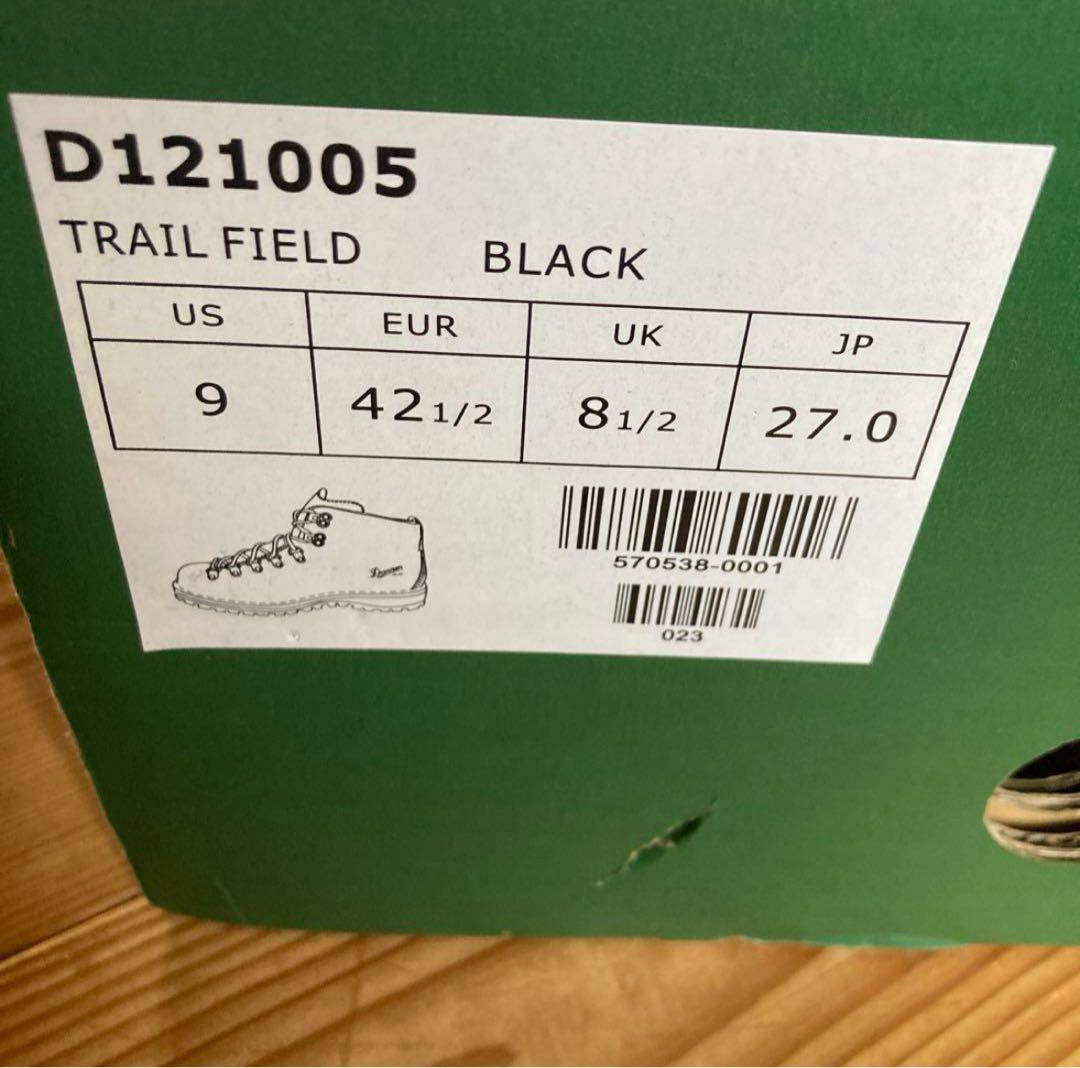 D121005
TRAIL FIELD BLACK
US EUR UK JP
9 42 1/2 8 1/2 27.0
Danner
570538-0001
023